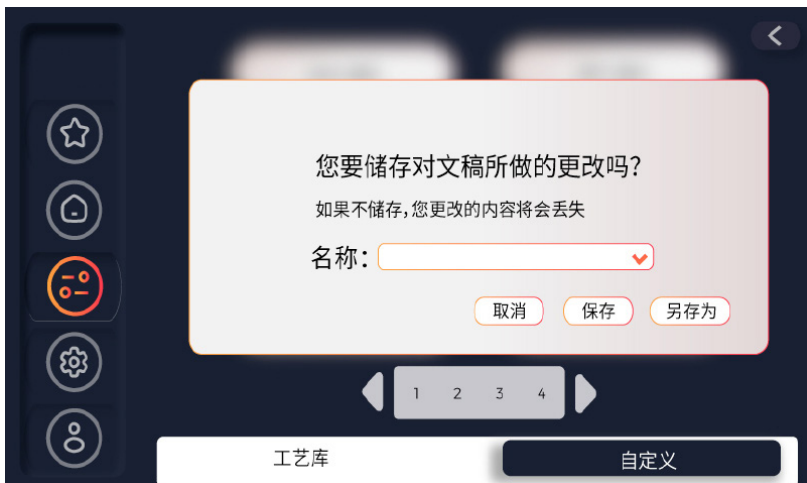 您要储存对文稿所做的更改吗?
如果不储存,您更改的内容将会丢失
名称:
取消 保存 另存为
1 2 3 4
工艺库 自定义